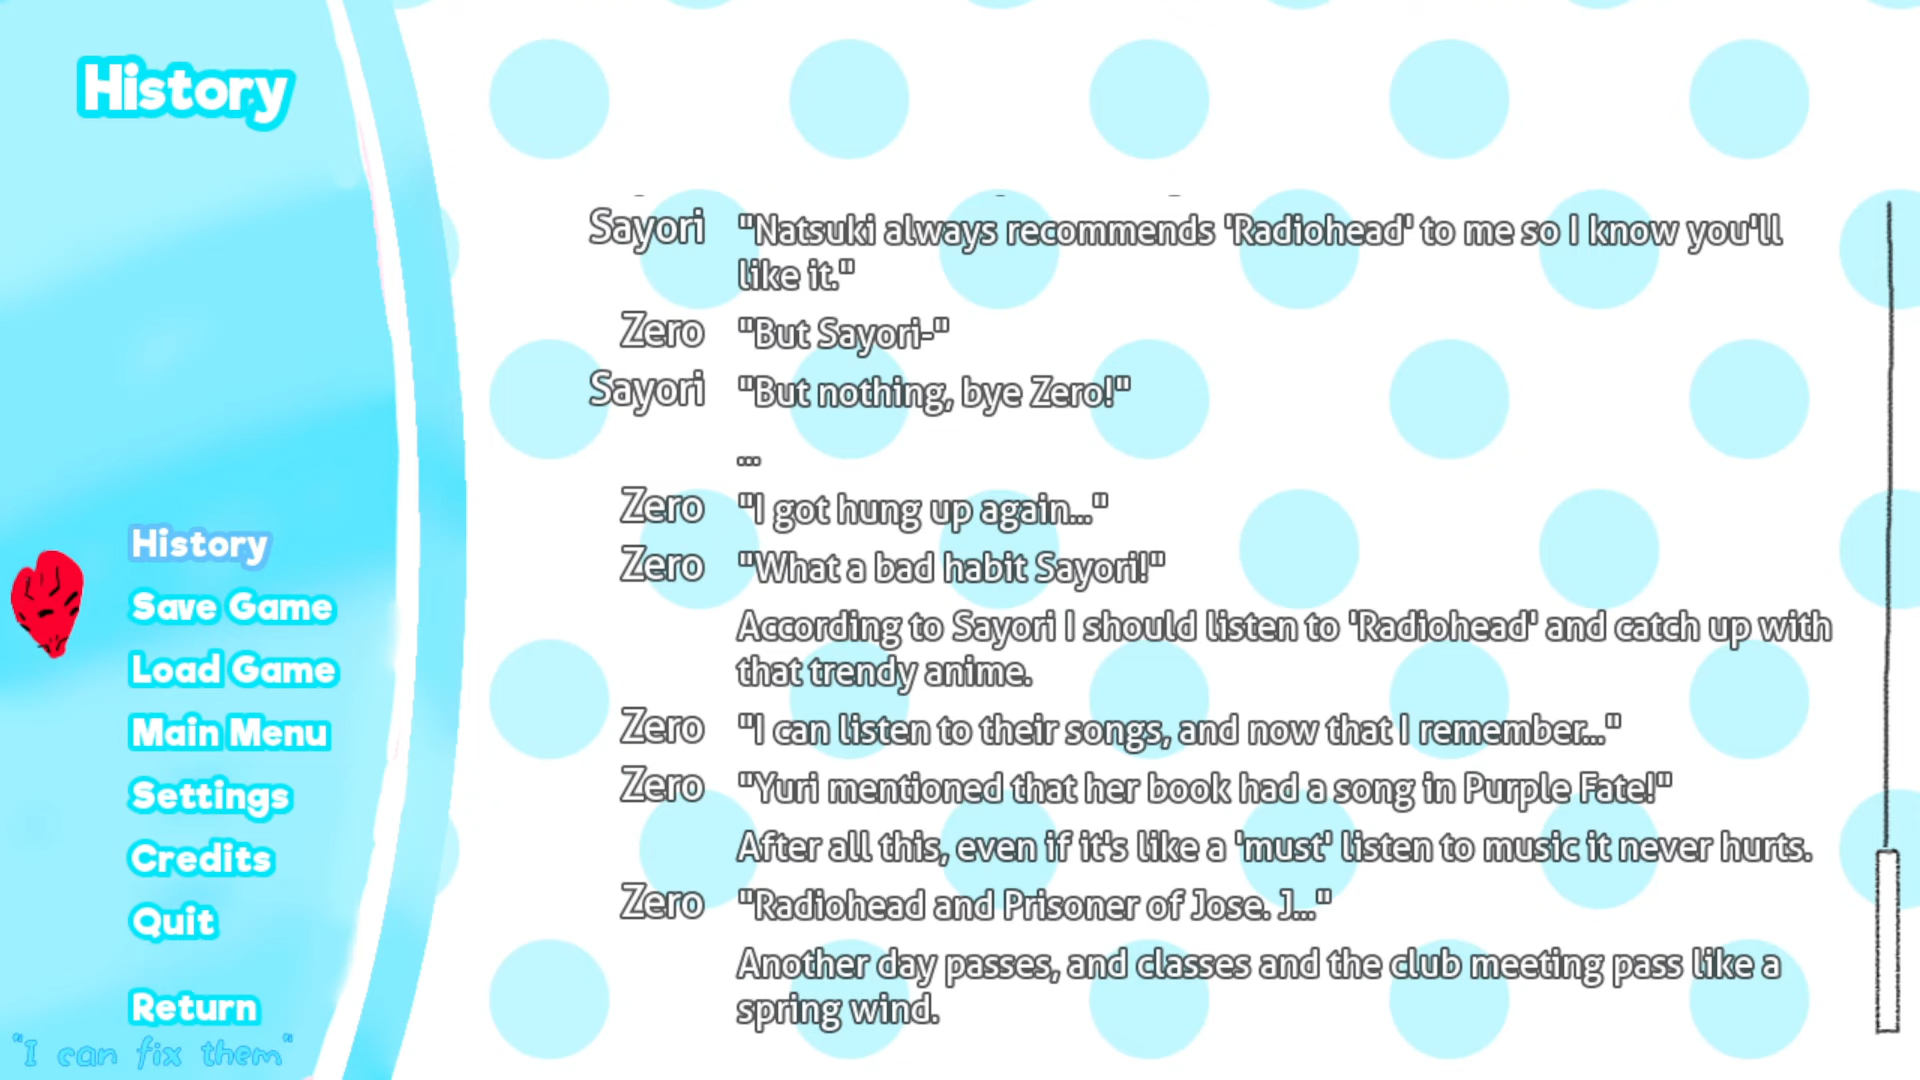 History
Sayori "Natsuki always recommends 'Radiohead' to me so I know you'll
like it."
Zero "But Sayori-"
Sayori "But nothing, bye Zero!"
...
Zero "I got hung up again..."
Zero "What a bad habit Sayori!"
According to Sayori I should listen to 'Radiohead' and catch up with
that trendy anime.
Zero "I can listen to their songs, and now that I remember..."
Zero "Yuri mentioned that her book had a song in Purple Fate!"
After all this, even if it's like a 'must' listen to music it never hurts.
Zero "Radiohead and Prisoner of Jose. J..."
Another day passes, and classes and the club meeting pass like a
spring wind.
History
Save Game
Load Game
Main Menu
Settings
Credits
Quit
Return
"I can fix them"